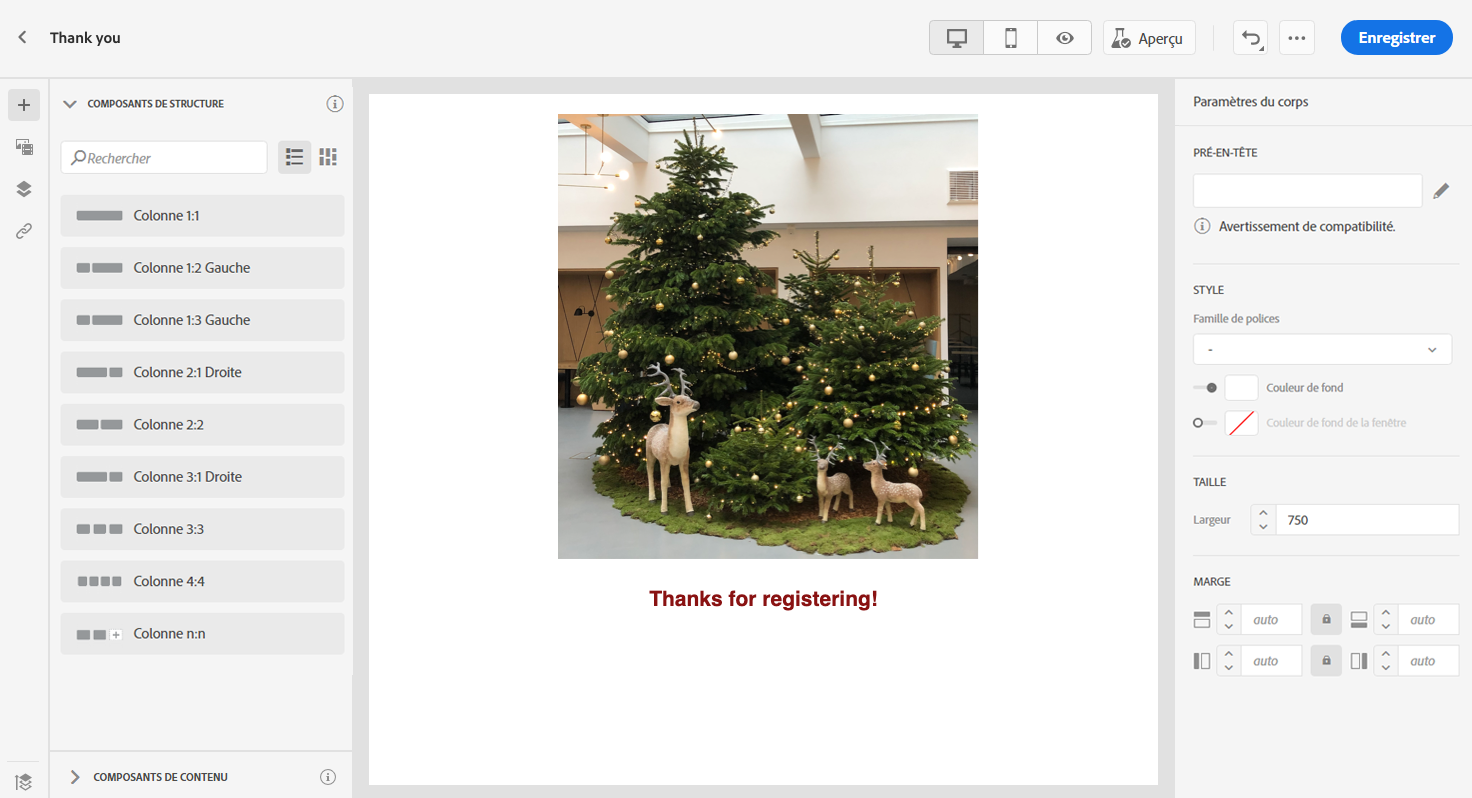 Thank you
Aperçu
Enregistrer
COMPOSANTS DE STRUCTURE
Rechercher
Colonne 1:1
Colonne 1:2 Gauche
Colonne 1:3 Gauche
Colonne 2:1 Droite
Colonne 2:2
Colonne 3:1 Droite
Colonne 3:3
Colonne 4:4
Colonne n:n
COMPOSANTS DE CONTENU
Thanks for registering!
Paramètres du corps
PRÉ-EN-TÊTE
Avertissement de compatibilité.
STYLE
Famille de polices
-
Couleur de fond
Couleur de fond de la fenêtre
TAILLE
Largeur 750
MARGE
auto auto
auto auto